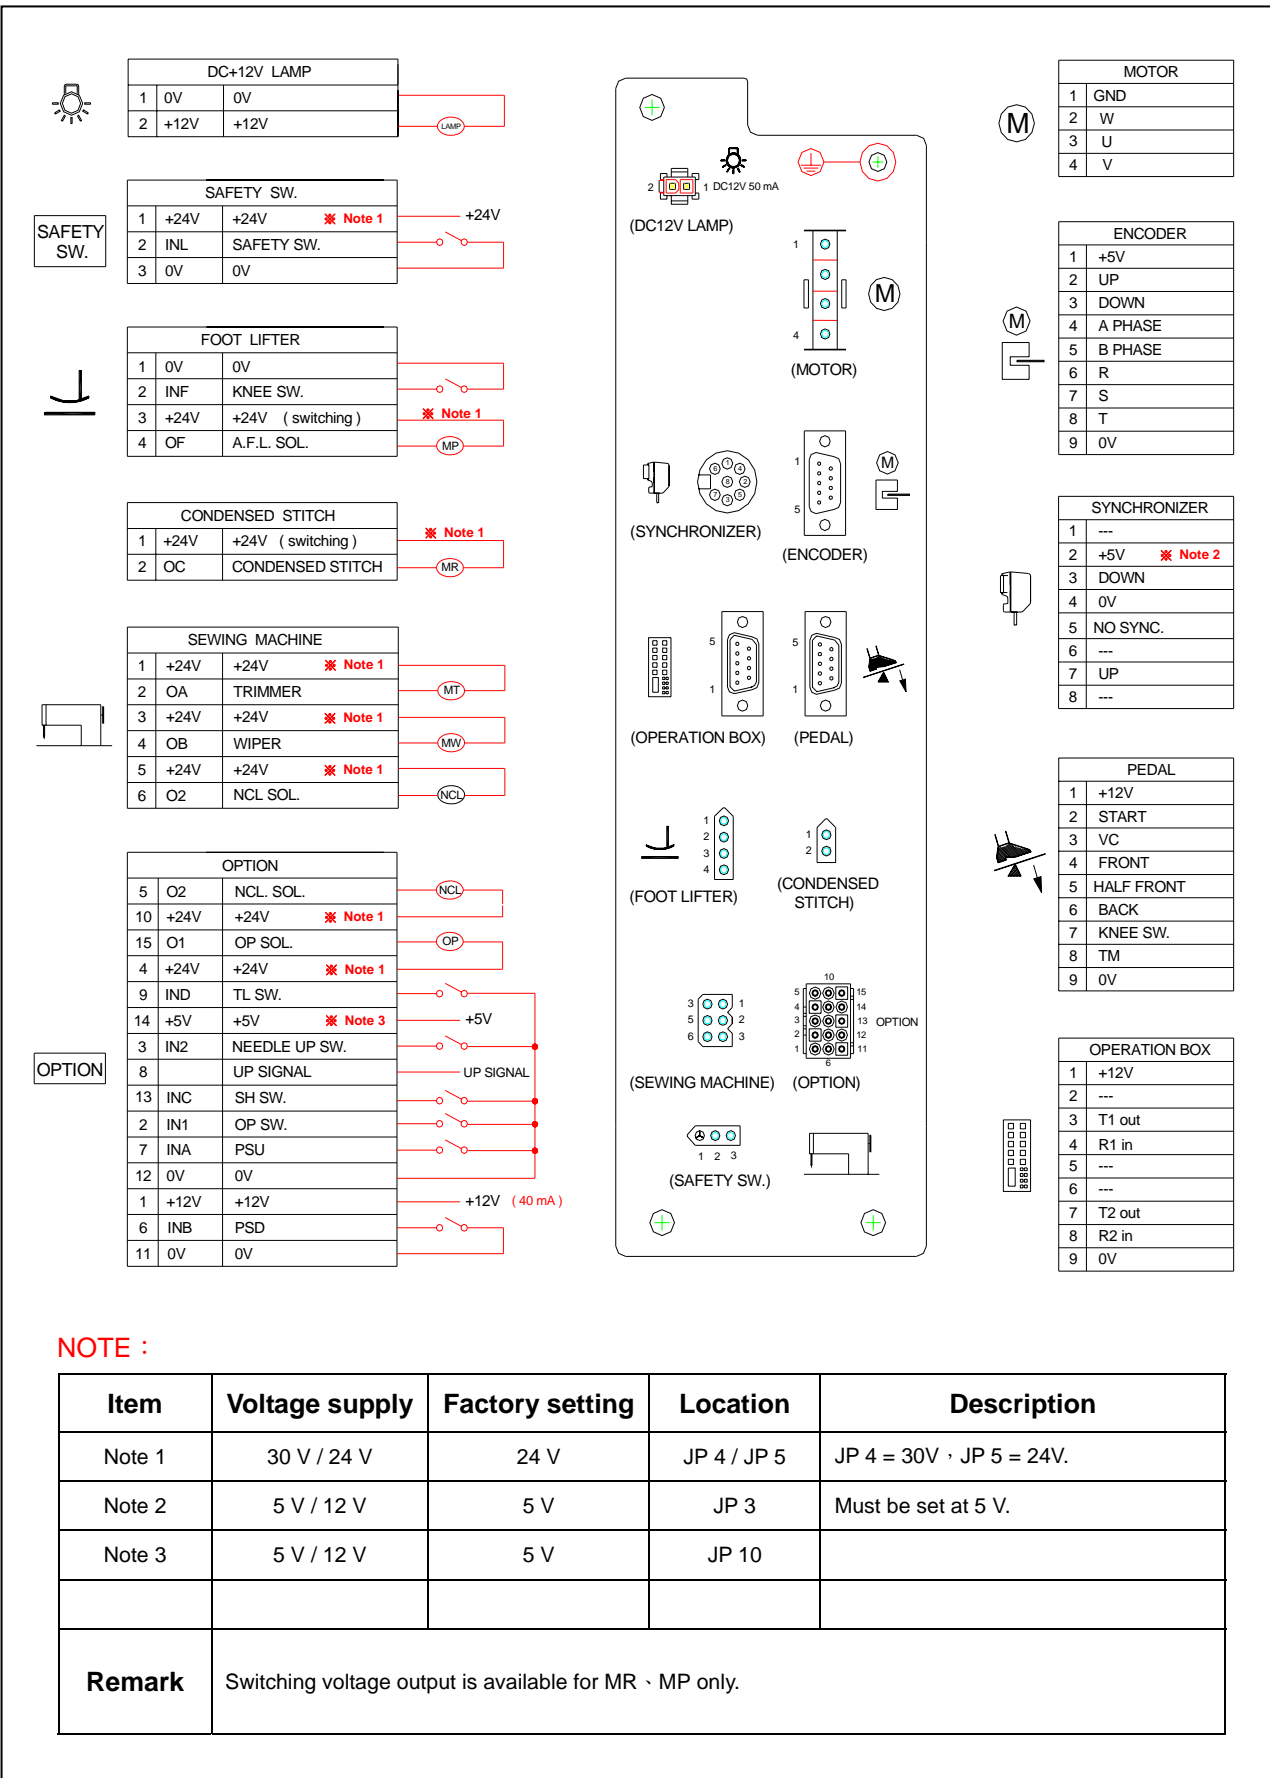 DC+12V LAMP
1 0V 0V
2 +12V +12V
LAMP
SAFETY SW.
SAFETY SW.
1 +24V +24V ※ Note 1
+24V
2 INL SAFETY SW.
3 0V 0V
FOOT LIFTER
1 0V 0V
2 INF KNEE SW.
3 +24V +24V ( switching )
※ Note 1
4 OF A.F.L. SOL.
MP
CONDENSED STITCH
1 +24V +24V ( switching )
※ Note 1
2 OC CONDENSED STITCH
MR
SEWING MACHINE
1 +24V +24V ※ Note 1
2 OA TRIMMER
MT
3 +24V +24V ※ Note 1
4 OB WIPER
MW
5 +24V +24V ※ Note 1
6 O2 NCL SOL.
NCL
OPTION
OPTION
5 O2 NCL. SOL.
NCL
10 +24V +24V ※ Note 1
15 O1 OP SOL.
OP
4 +24V +24V ※ Note 1
9 IND TL SW.
14 +5V +5V ※ Note 3
+5V
3 IN2 NEEDLE UP SW.
8 UP SIGNAL
UP SIGNAL
13 INC SH SW.
2 IN1 OP SW.
7 INA PSU
12 0V 0V
1 +12V +12V
+12V ( 40 mA )
6 INB PSD
11 0V 0V
2 1 DC12V 50 mA
(DC12V LAMP)
1
4
M
(MOTOR)
6 1 4
8 2
7 3 5
(SYNCHRONIZER)
1
5
M
(ENCODER)
5
1
(OPERATION BOX)
5
1
(PEDAL)
1
2
3
4
(FOOT LIFTER)
1
2
(CONDENSED
STITCH)
3 1
5 2
6 3
(SEWING MACHINE)
10
5 15
4 14
3 13 OPTION
2 12
1 11
6
(OPTION)
1 2 3
(SAFETY SW.)
M
MOTOR
1 GND
2 W
3 U
4 V
M
ENCODER
1 +5V
2 UP
3 DOWN
4 A PHASE
5 B PHASE
6 R
7 S
8 T
9 0V
SYNCHRONIZER
1 ---
2 +5V ※ Note 2
3 DOWN
4 0V
5 NO SYNC.
6 ---
7 UP
8 ---
PEDAL
1 +12V
2 START
3 VC
4 FRONT
5 HALF FRONT
6 BACK
7 KNEE SW.
8 TM
9 0V
OPERATION BOX
1 +12V
2 ---
3 T1 out
4 R1 in
5 ---
6 ---
7 T2 out
8 R2 in
9 0V
NOTE：
Item Voltage supply Factory setting Location Description
Note 1 30 V / 24 V 24 V JP 4 / JP 5 JP 4 = 30V，JP 5 = 24V.
Note 2 5 V / 12 V 5 V JP 3 Must be set at 5 V.
Note 3 5 V / 12 V 5 V JP 10
Remark Switching voltage output is available for MR、MP only.